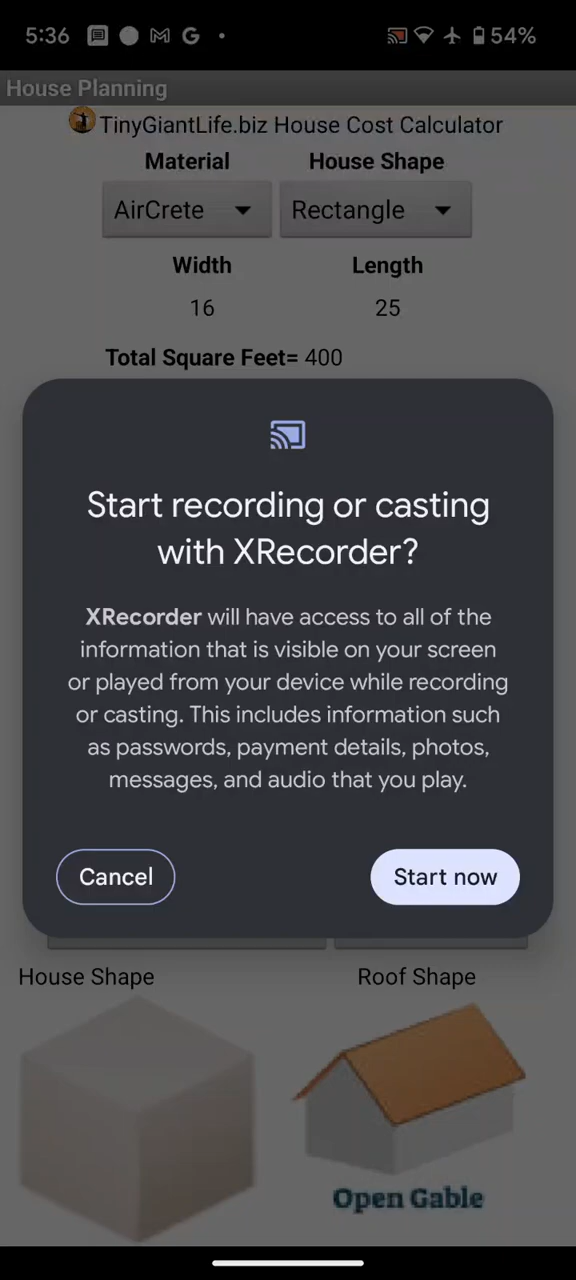 5:36 G 54%
House Planning
TinyGiantLife.biz House Cost Calculator
Material House Shape
AirCrete Rectangle
Width Length
16 25
Total Square Feet= 400
Start recording or casting
with XRecorder?
XRecorder will have access to all of the
information that is visible on your screen
or played from your device while recording
or casting. This includes information such
as passwords, payment details, photos,
messages, and audio that you play.
Cancel Start now
House Shape Roof Shape
Open Gable